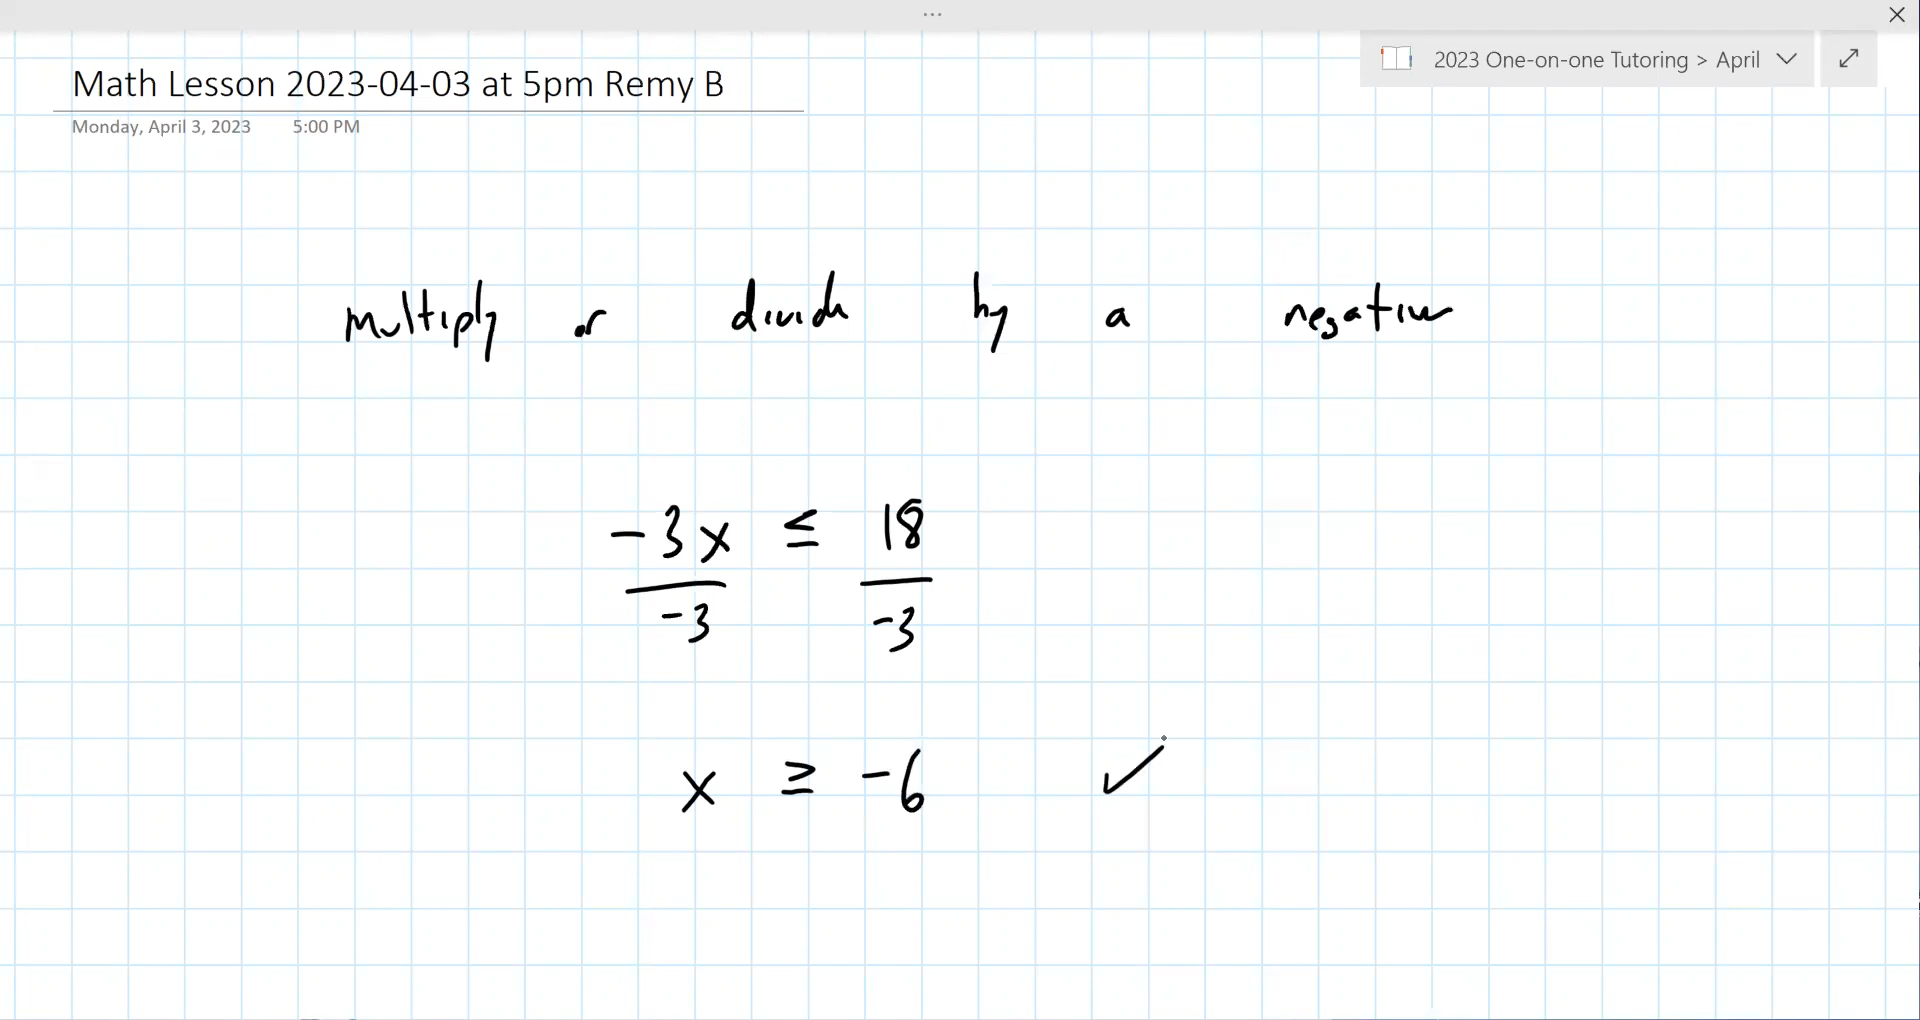 2023 One-on-one Tutoring > April
Math Lesson 2023-04-03 at 5pm Remy B
Monday, April 3, 2023 5:00 PM
multiply or divide by a negative
-3x ≤ 18
-3 -3
x ≥ -6 ✓